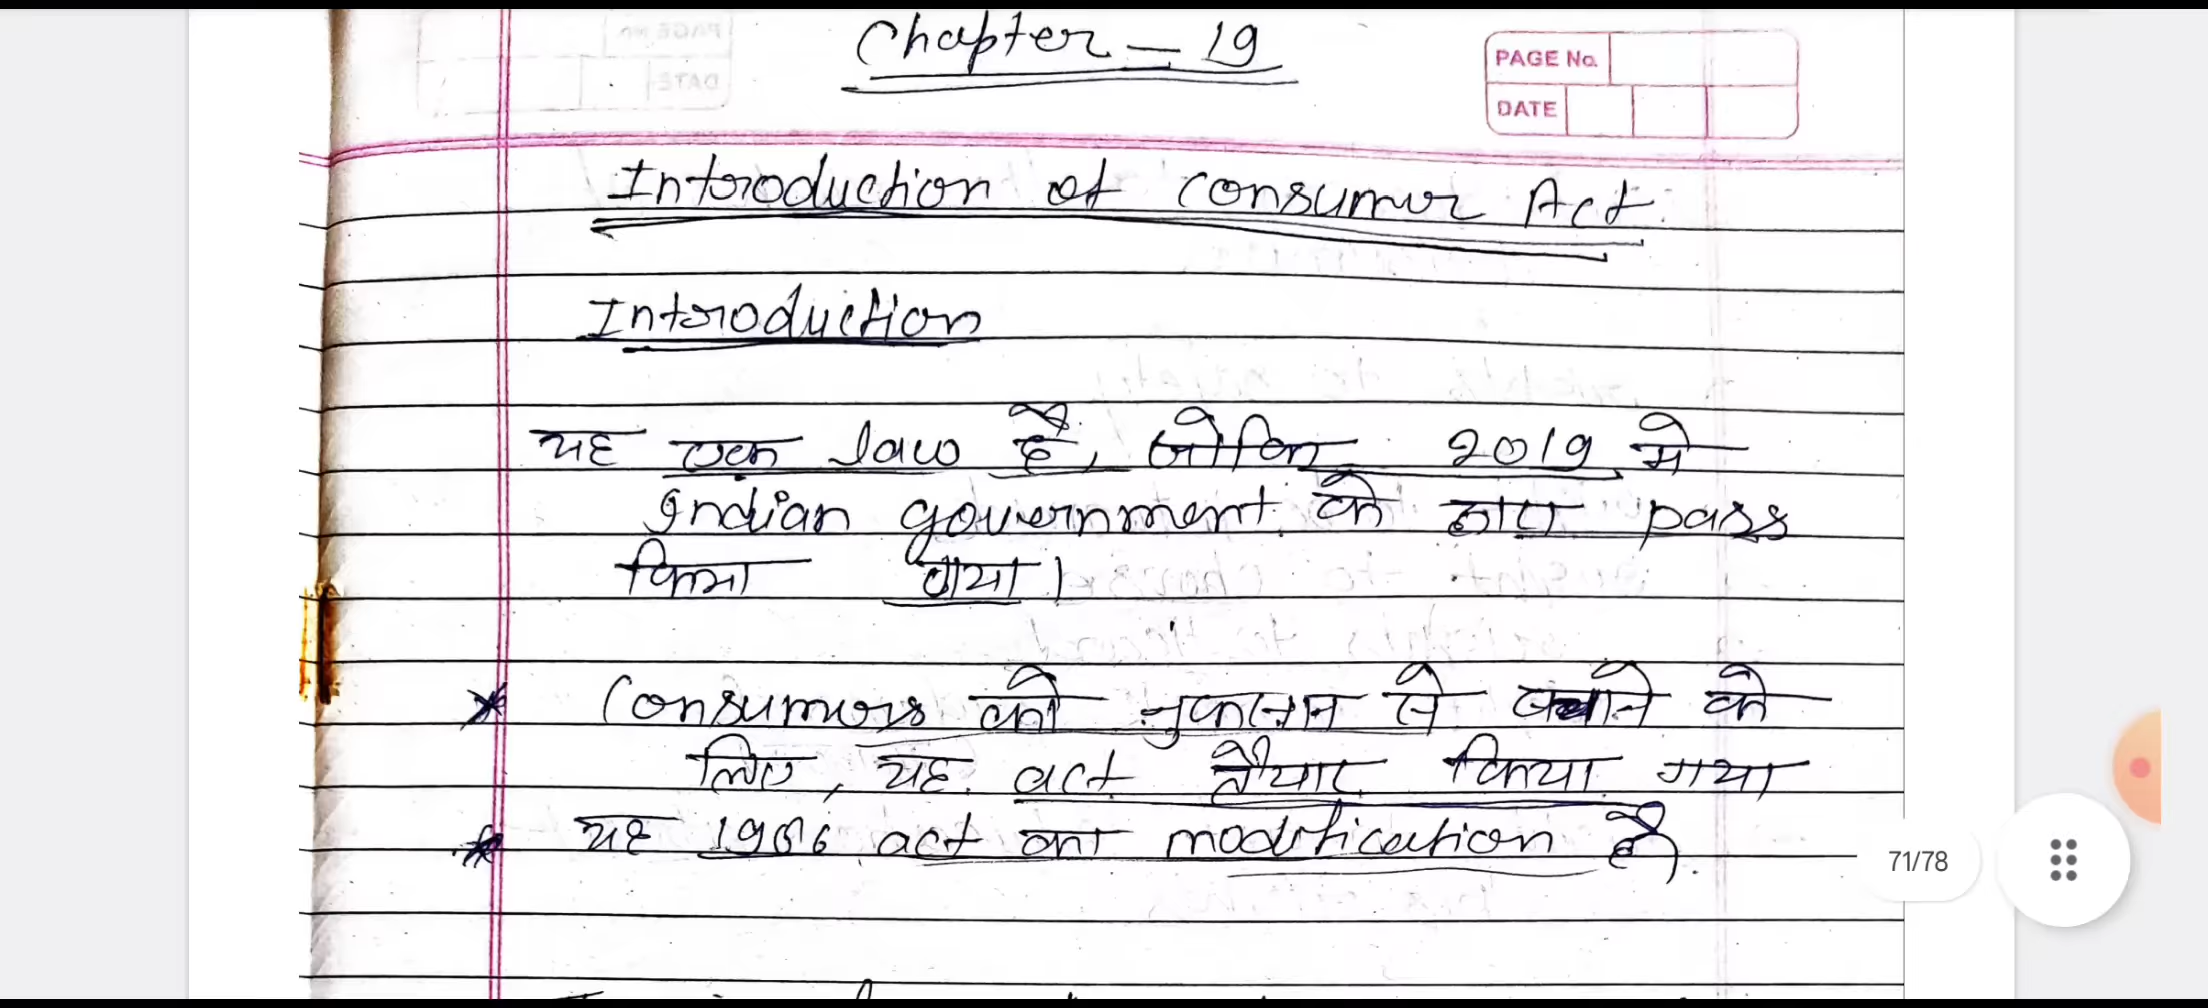 Chapter - 19
PAGE No.
DATE
Introduction of Consumer Act
Introduction
यह एक law है, जोकि 2019 मे
Indian government के द्वारा pass
किया गया।
* Consumers को नुकसान से बचाने के
लिए, यह act तैयार किया गया
* यह 1986 act का modification है।
71/78